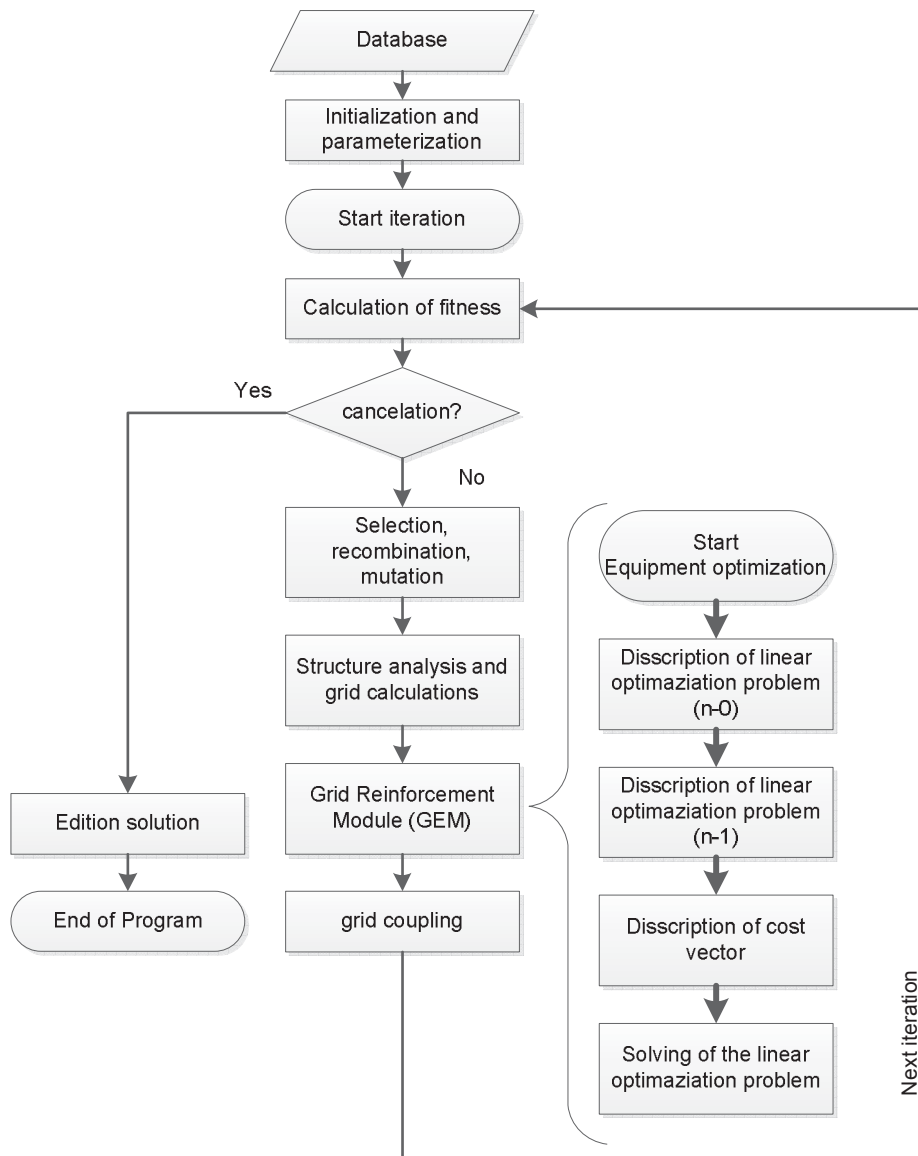 Database
Initialization and
parameterization
Start iteration
Calculation of fitness
Yes
cancelation?
No
Selection,
recombination,
mutation
Structure analysis and
grid calculations
Grid Reinforcement
Module (GEM)
grid coupling
Edition solution
End of Program
Start
Equipment optimization
Disscription of linear
optimaziation problem
(n-0)
Disscription of linear
optimaziation problem
(n-1)
Disscription of cost
vector
Solving of the linear
optimaziation problem
Next iteration